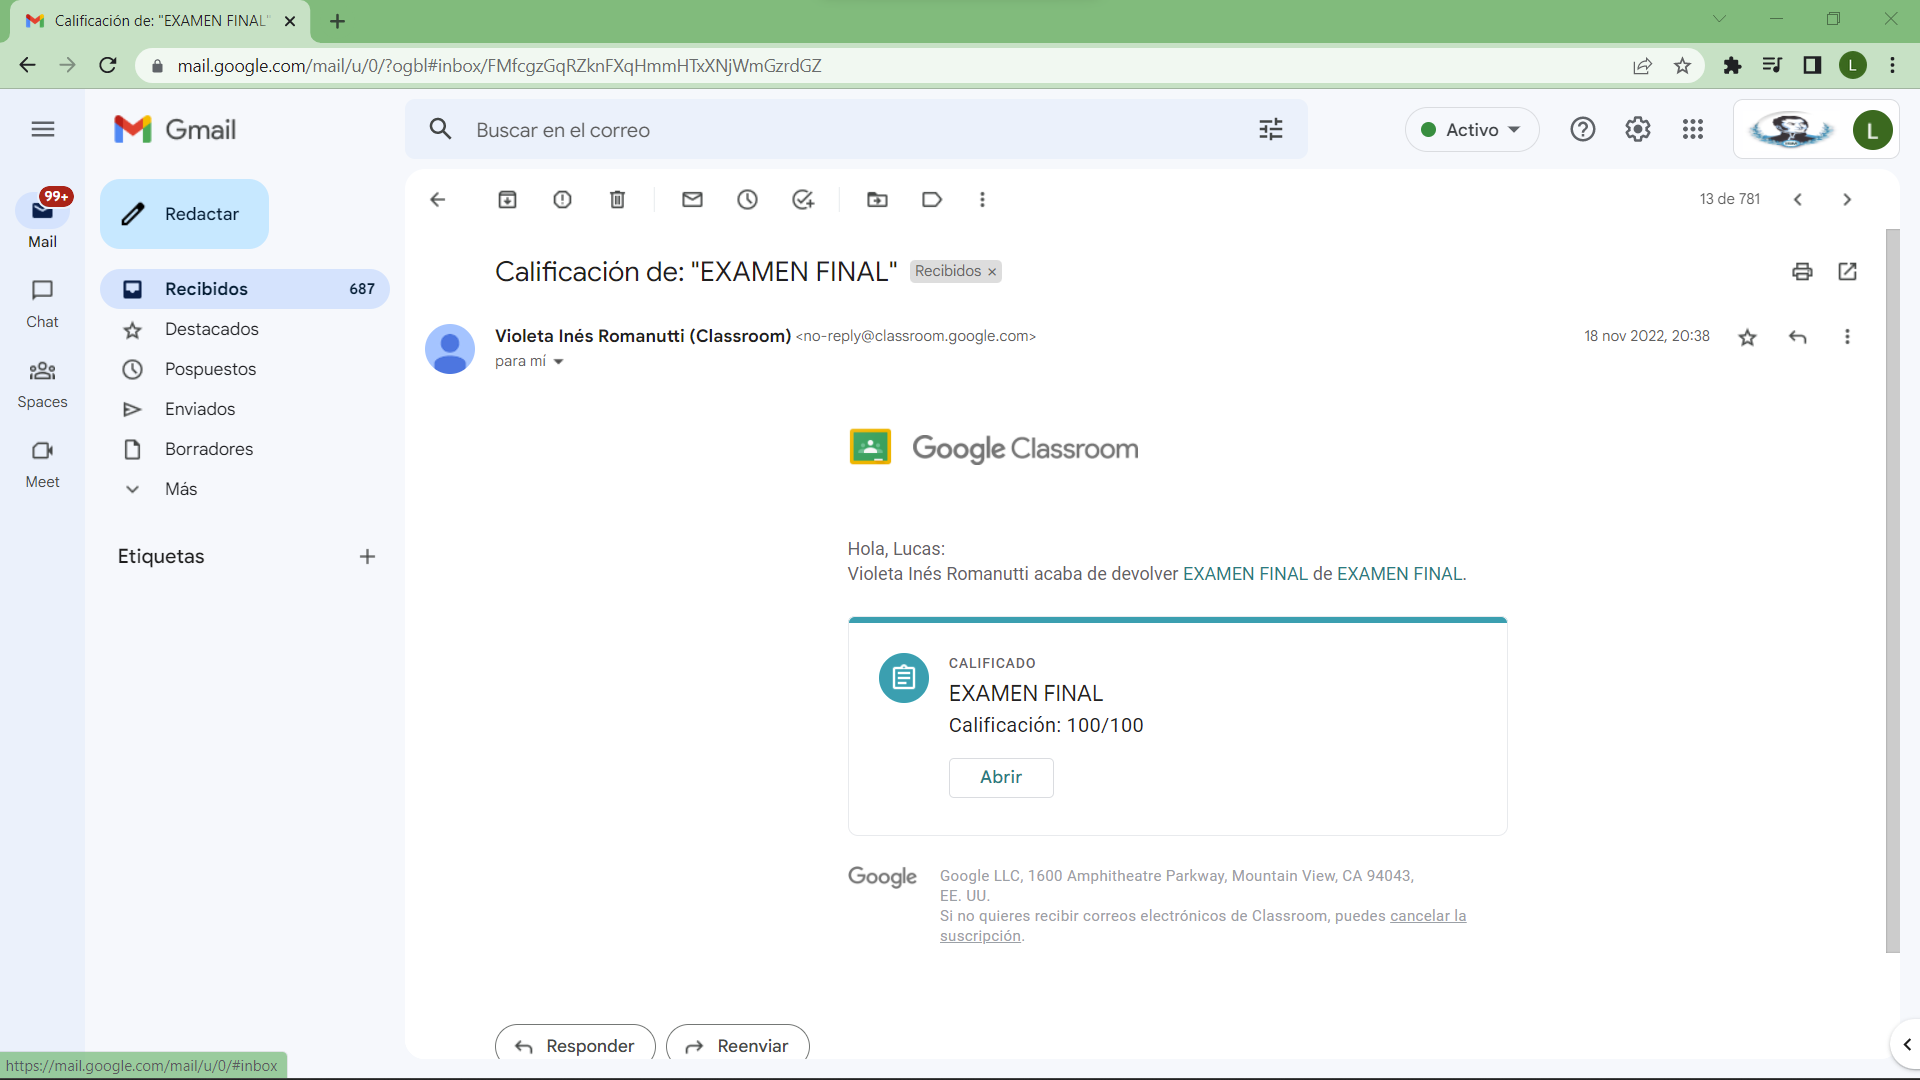 Calificación de: "EXAMEN FINAL"
mail.google.com/mail/u/0/?ogbl#inbox/FMfcgzGqRZknFXqHmmHTxXNjWmGzrdGZ
L
Gmail
Buscar en el correo
Activo
L
99+
Mail
Chat
Spaces
Meet
Redactar
Recibidos 687
Destacados
Pospuestos
Enviados
Borradores
Más
Etiquetas
13 de 781
Calificación de: "EXAMEN FINAL" Recibidos
Violeta Inés Romanutti (Classroom) <no-reply@classroom.google.com> 18 nov 2022, 20:38
para mí
Google Classroom
Hola, Lucas:
Violeta Inés Romanutti acaba de devolver EXAMEN FINAL de EXAMEN FINAL.
CALIFICADO
EXAMEN FINAL
Calificación: 100/100
Abrir
Google
Google LLC, 1600 Amphitheatre Parkway, Mountain View, CA 94043,
EE. UU.
Si no quieres recibir correos electrónicos de Classroom, puedes cancelar la
suscripción.
Responder
Reenviar
https://mail.google.com/mail/u/0/#inbox